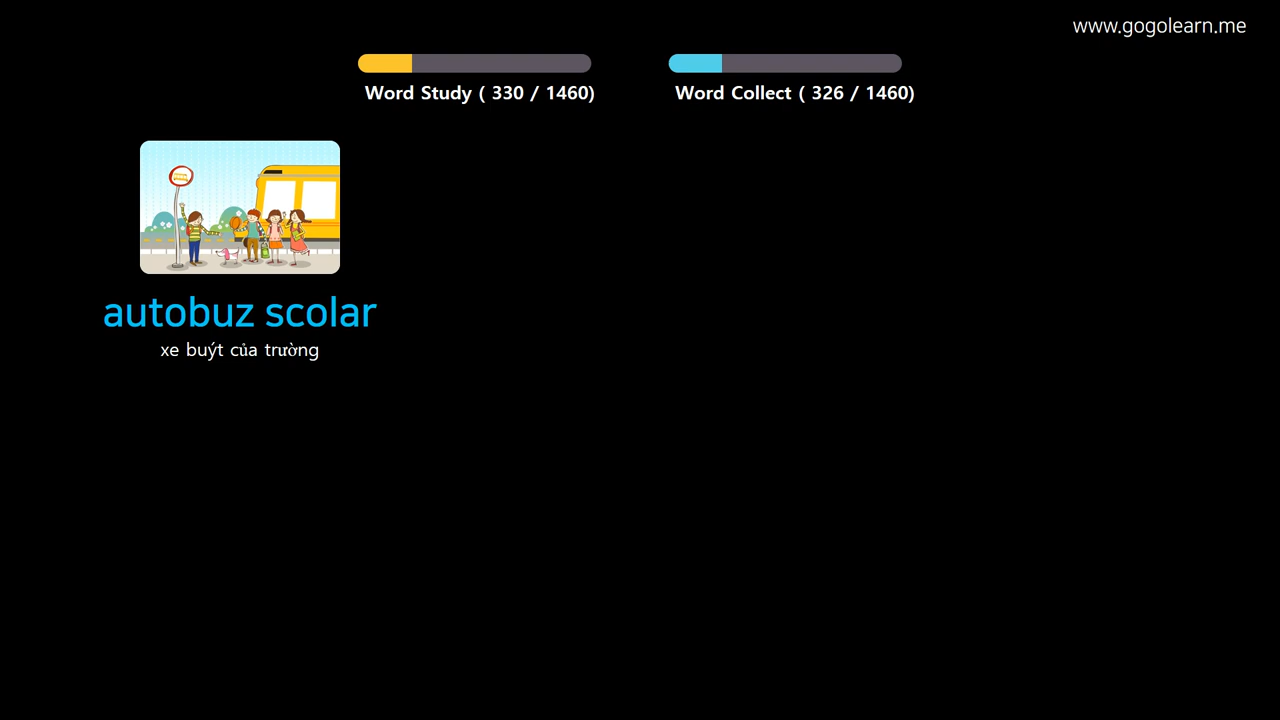 www.gogolearn.me
Word Study ( 330 / 1460)
Word Collect ( 326 / 1460)
autobuz scolar
xe buýt của trường